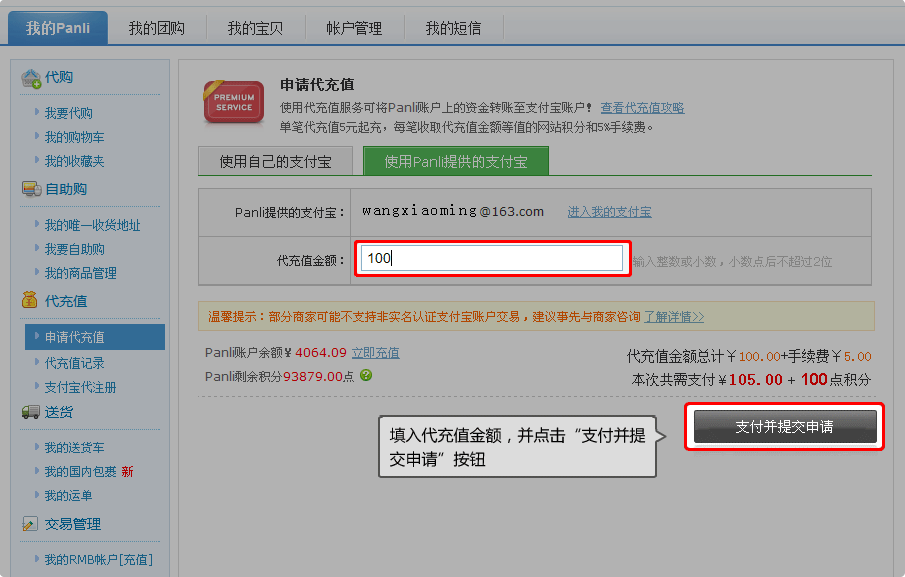 我的Panli 我的团购 我的宝贝 帐户管理 我的短信
代购
我要代购
我的购物车
我的收藏夹
自助购
我的唯一收货地址
我要自助购
我的商品管理
代充值
申请代充值
代充值记录
支付宝代注册
送货
我的送货车
我的国内包裹 新
我的运单
交易管理
我的RMB帐户[充值]
PREMIUM
SERVICE
申请代充值
使用代充值服务可将Panli账户上的资金转账至支付宝账户！ 查看代充值攻略
单笔代充值5元起充，每笔收取代充值金额等值的网站积分和5%手续费。
使用自己的支付宝 使用Panli提供的支付宝
Panli提供的支付宝： wangxiaoming@163.com 进入我的支付宝
代充值金额： 100 输入整数或小数，小数点后不超过2位
温馨提示：部分商家可能不支持非实名认证支付宝账户交易，建议事先与商家咨询 了解详情>>
Panli账户余额￥4064.09 立即充值
Panli剩余积分93879.00点 ?
代充值金额总计￥100.00+手续费￥5.00
本次共需支付￥105.00 + 100点积分
支付并提交申请
填入代充值金额，并点击“支付并提
交申请”按钮